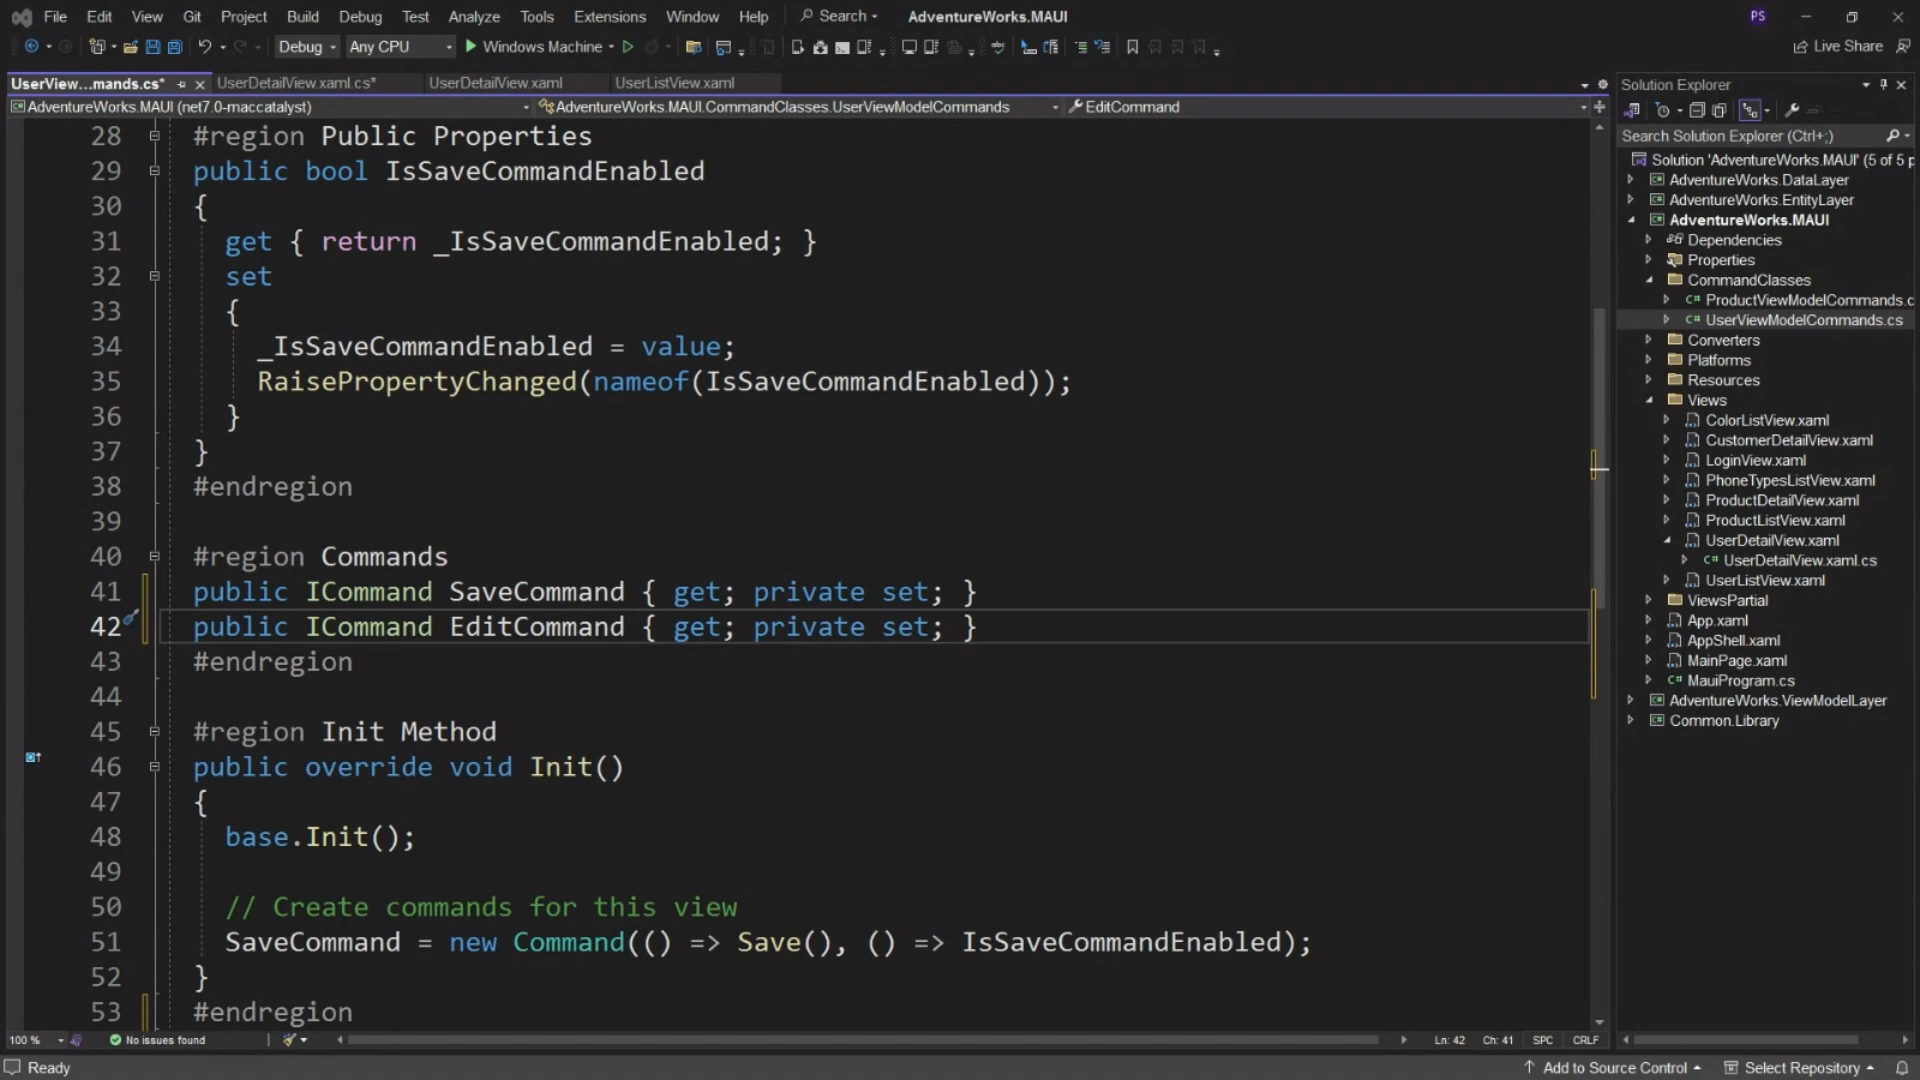 File Edit View Git Project Build Debug Test Analyze Tools Extensions Window Help Search AdventureWorks.MAUI PS
Debug Any CPU Windows Machine Live Share
UserView...mands.cs* UserDetailView.xaml.cs* UserDetailView.xaml UserListView.xaml
AdventureWorks.MAUI (net7.0-maccatalyst) AdventureWorks.MAUI.CommandClasses.UserViewModelCommands EditCommand
28 #region Public Properties
29 public bool IsSaveCommandEnabled
30 {
31 get { return _IsSaveCommandEnabled; }
32 set
33 {
34 _IsSaveCommandEnabled = value;
35 RaisePropertyChanged(nameof(IsSaveCommandEnabled));
36 }
37 }
38 #endregion
39
40 #region Commands
41 public ICommand SaveCommand { get; private set; }
42 public ICommand EditCommand { get; private set; }
43 #endregion
44
45 #region Init Method
46 public override void Init()
47 {
48 base.Init();
49
50 // Create commands for this view
51 SaveCommand = new Command(() => Save(), () => IsSaveCommandEnabled);
52 }
53 #endregion
100 % No issues found Ln: 42 Ch: 41 SPC CRLF
Solution Explorer
Search Solution Explorer (Ctrl+;)
Solution 'AdventureWorks.MAUI' (5 of 5 p
AdventureWorks.DataLayer
AdventureWorks.EntityLayer
AdventureWorks.MAUI
Dependencies
Properties
CommandClasses
C# ProductViewModelCommands.c
C# UserViewModelCommands.cs
Converters
Platforms
Resources
Views
ColorListView.xaml
CustomerDetailView.xaml
LoginView.xaml
PhoneTypesListView.xaml
ProductDetailView.xaml
ProductListView.xaml
UserDetailView.xaml
C# UserDetailView.xaml.cs
UserListView.xaml
ViewsPartial
App.xaml
AppShell.xaml
MainPage.xaml
C# MauiProgram.cs
AdventureWorks.ViewModelLayer
Common.Library
Ready Add to Source Control Select Repository